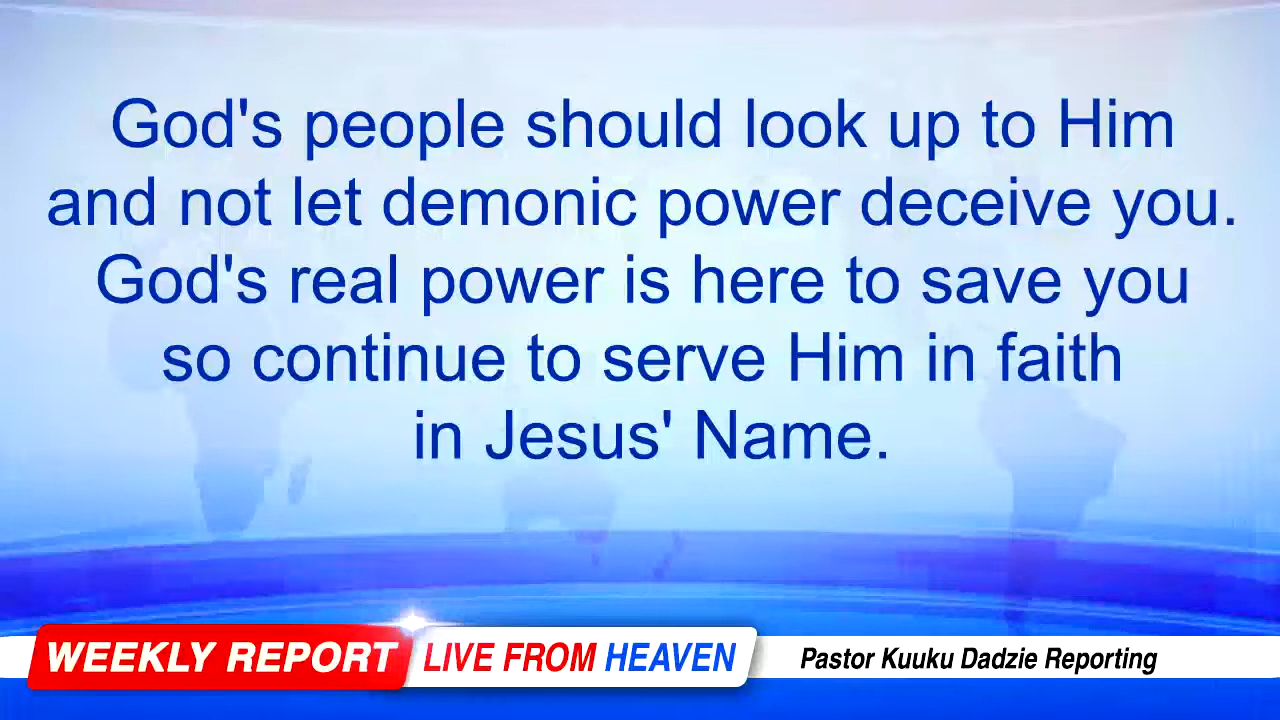 God's people should look up to Him
and not let demonic power deceive you.
God's real power is here to save you
so continue to serve Him in faith
in Jesus' Name.
WEEKLY REPORT LIVE FROM HEAVEN Pastor Kuuku Dadzie Reporting